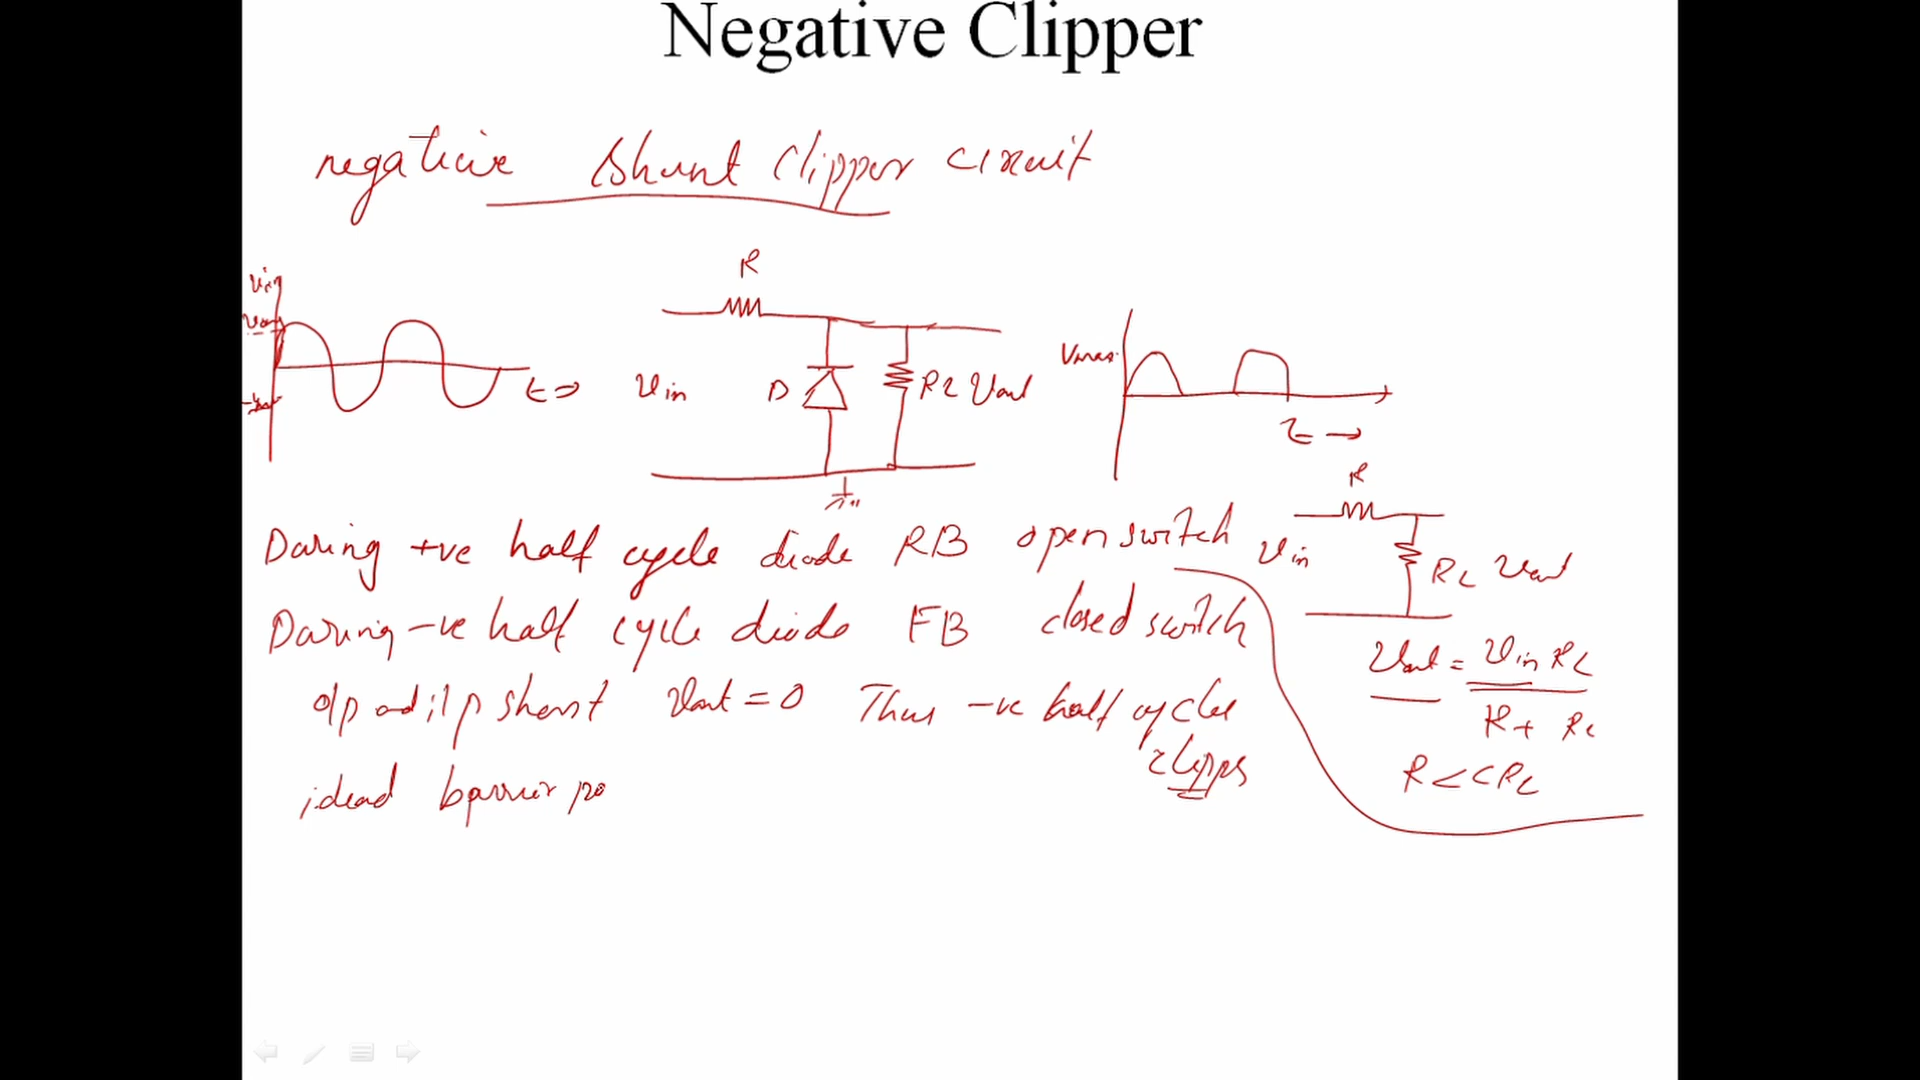 Negative Clipper
negative shunt clipper circuit
R
Vin
t
Vin D RL Vout
Vmax
t
R
During +ve half cycle diode RB open switch
Vin RL Vout
During -ve half cycle diode FB closed switch
Vout = Vin RL
R + RL
o/p and i/p short Vout = 0 Thus -ve half cycle
clipps
R << RL
ideal barrier po